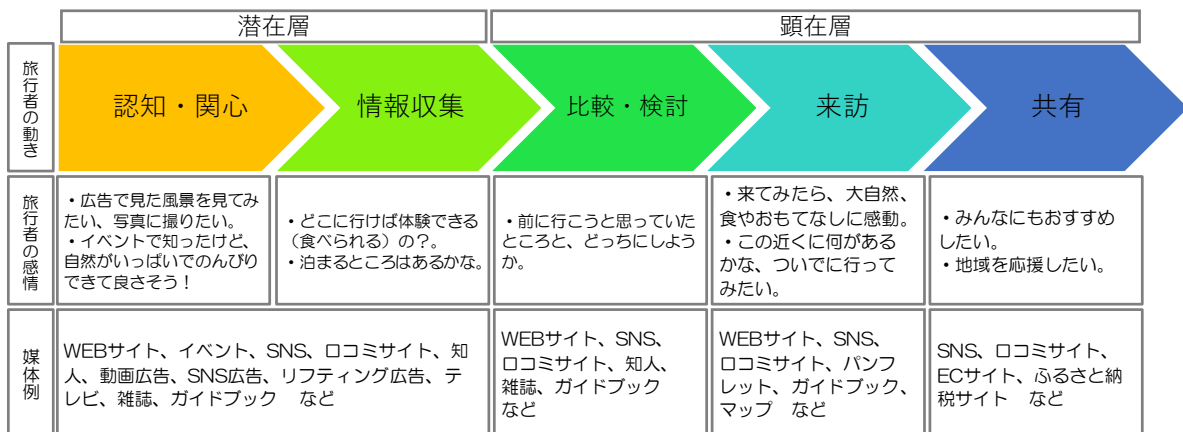 潜在層
顕在層
旅行者の動き
認知・関心
情報収集
比較・検討
来訪
共有
旅行者の感情
・広告で見た風景を見てみ
たい、写真に撮りたい。
・イベントで知ったけど、
自然がいっぱいでのんびり
できて良さそう！
・どこに行けば体験できる
（食べられる）の？。
・泊まるところはあるかな。
・前に行こうと思っていた
ところと、どっちにしよう
か。
・来てみたら、大自然、
食やおもてなしに感動。
・この近くに何がある
かな、ついでに行って
みたい。
・みんなにもおすすめ
したい。
・地域を応援したい。
媒体例
WEBサイト、イベント、SNS、口コミサイト、知
人、動画広告、SNS広告、リフティング広告、テ
レビ、雑誌、ガイドブック　など
WEBサイト、SNS、
口コミサイト、知人、
雑誌、ガイドブック
など
WEBサイト、SNS、
口コミサイト、パンフ
レット、ガイドブック、
マップ　など
SNS、口コミサイト、
ECサイト、ふるさと納
税サイト　など